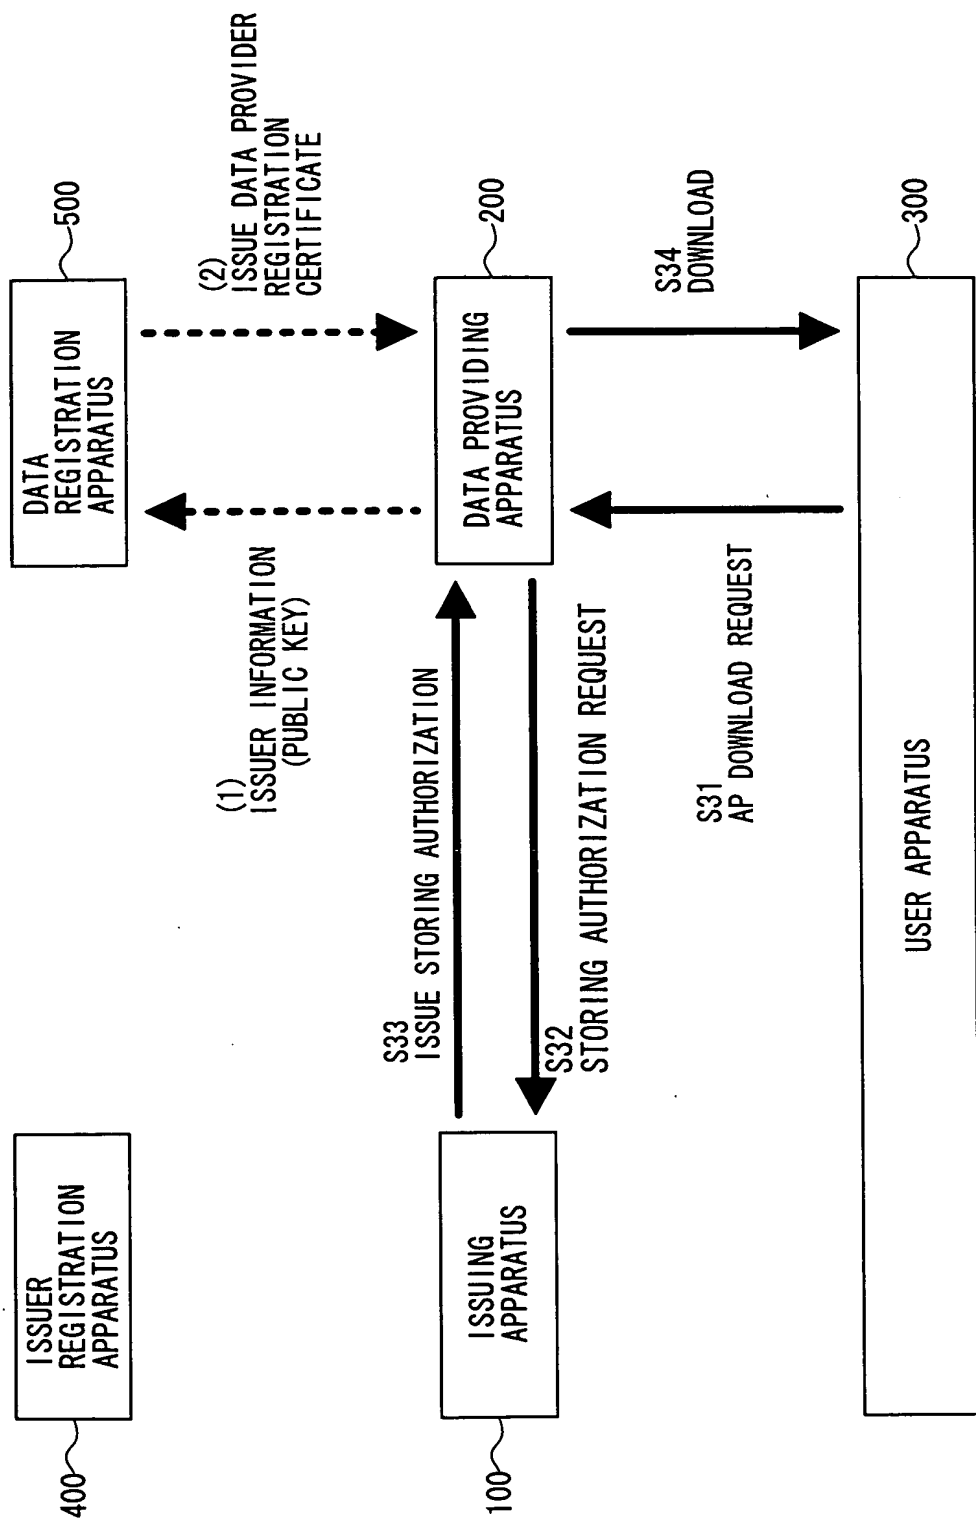 400
ISSUER
REGISTRATION
APPARATUS
DATA
REGISTRATION
APPARATUS
500
(1)
ISSUER INFORMATION
(PUBLIC KEY)
(2)
ISSUE DATA PROVIDER
REGISTRATION
CERTIFICATE
100
ISSUING
APPARATUS
S33
ISSUE STORING AUTHORIZATION
S32
STORING AUTHORIZATION REQUEST
DATA PROVIDING
APPARATUS
200
S31
AP DOWNLOAD REQUEST
S34
DOWNLOAD
USER APPARATUS
300